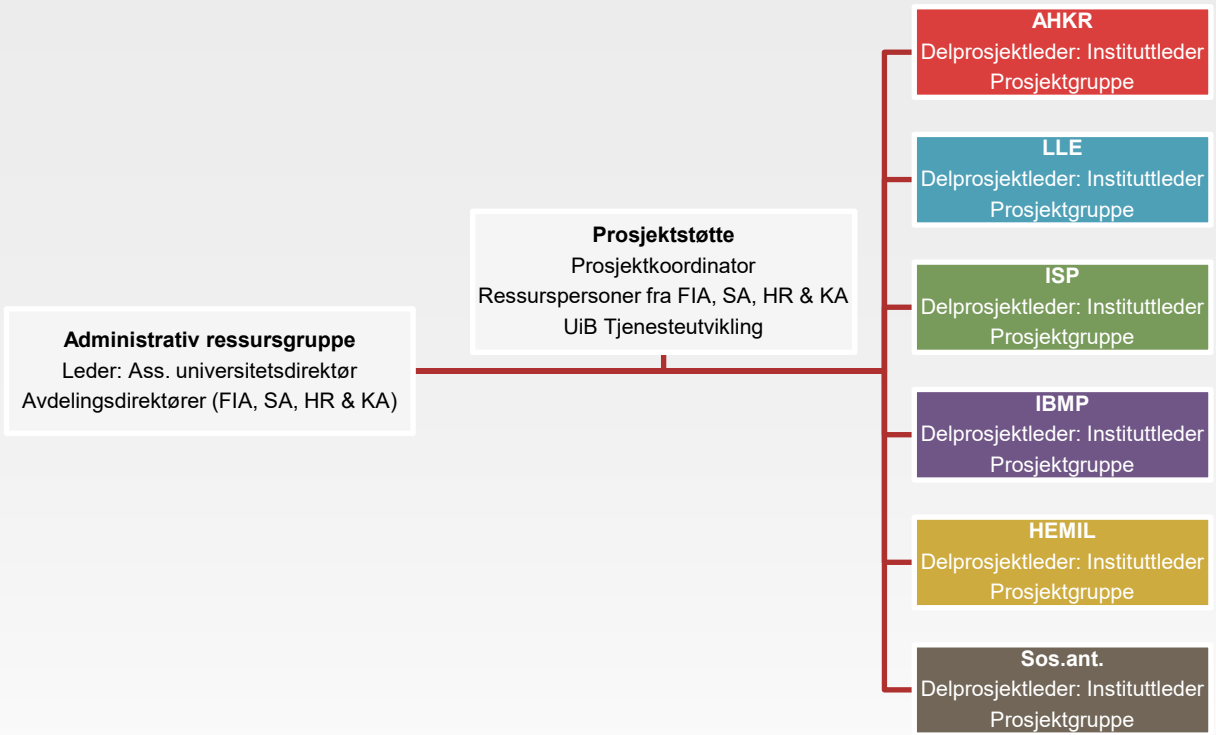 Administrativ ressursgruppe
Leder: Ass. universitetsdirektør
Avdelingsdirektører (FIA, SA, HR & KA)
Prosjektstøtte
Prosjektkoordinator
Ressurspersoner fra FIA, SA, HR & KA
UiB Tjenesteutvikling
AHKR
Delprosjektleder: Instituttleder
Prosjektgruppe
LLE
Delprosjektleder: Instituttleder
Prosjektgruppe
ISP
Delprosjektleder: Instituttleder
Prosjektgruppe
IBMP
Delprosjektleder: Instituttleder
Prosjektgruppe
HEMIL
Delprosjektleder: Instituttleder
Prosjektgruppe
Sos.ant.
Delprosjektleder: Instituttleder
Prosjektgruppe